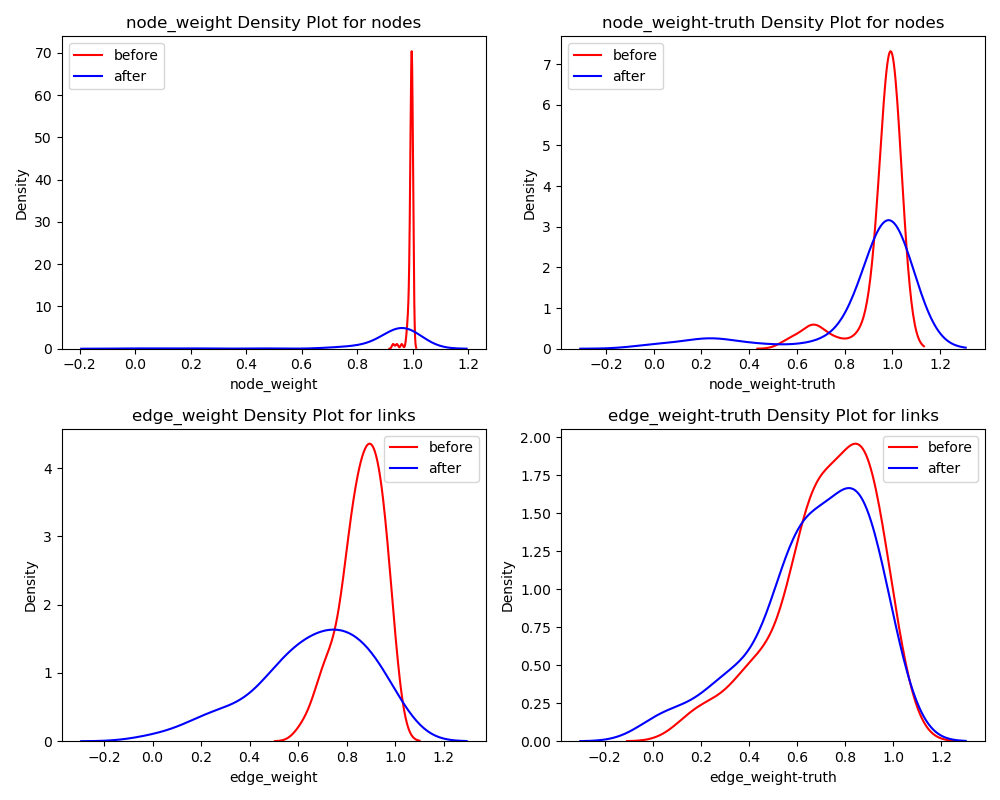 node_weight Density Plot for nodes
before
after
70
60
50
40
30
20
10
0
Density
−0.2 0.0 0.2 0.4 0.6 0.8 1.0 1.2
node_weight
node_weight-truth Density Plot for nodes
before
after
7
6
5
4
3
2
1
0
Density
−0.2 0.0 0.2 0.4 0.6 0.8 1.0 1.2
node_weight-truth
edge_weight Density Plot for links
before
after
4
3
2
1
0
Density
−0.2 0.0 0.2 0.4 0.6 0.8 1.0 1.2
edge_weight
edge_weight-truth Density Plot for links
before
after
2.00
1.75
1.50
1.25
1.00
0.75
0.50
0.25
0.00
Density
−0.2 0.0 0.2 0.4 0.6 0.8 1.0 1.2
edge_weight-truth